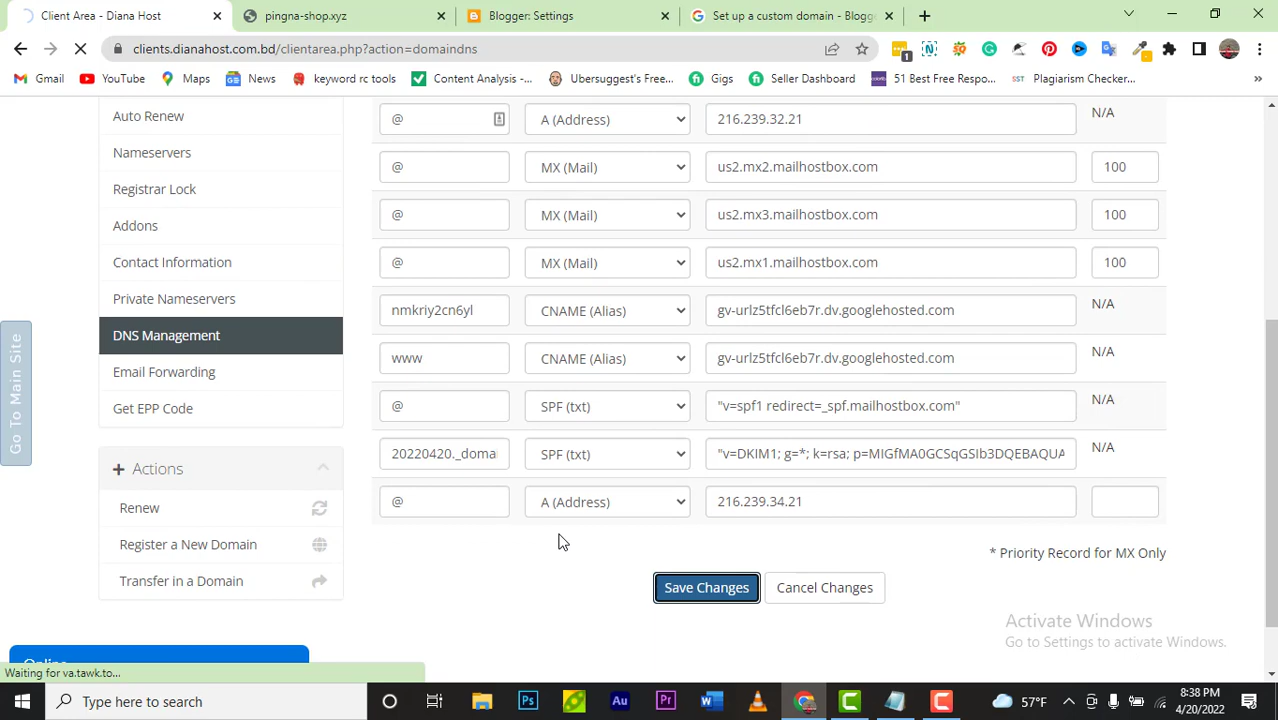 Client Area - Diana Host
pingna-shop.xyz
Blogger: Settings
Set up a custom domain - Blogge
clients.dianahost.com.bd/clientarea.php?action=domaindns
1
Gmail
YouTube
Maps
News
keyword rc tools
Content Analysis -...
Ubersuggest's Free...
Gigs
Seller Dashboard
51 Best Free Respo...
SST Plagiarism Checker...
Auto Renew
Nameservers
Registrar Lock
Addons
Contact Information
Private Nameservers
DNS Management
Email Forwarding
Get EPP Code
Actions
Renew
Register a New Domain
Transfer in a Domain
Go To Main Site
@ A (Address) 216.239.32.21 N/A
@ MX (Mail) us2.mx2.mailhostbox.com 100
@ MX (Mail) us2.mx3.mailhostbox.com 100
@ MX (Mail) us2.mx1.mailhostbox.com 100
nmkriy2cn6yl CNAME (Alias) gv-urlz5tfcl6eb7r.dv.googlehosted.com N/A
www CNAME (Alias) gv-urlz5tfcl6eb7r.dv.googlehosted.com N/A
@ SPF (txt) "v=spf1 redirect=_spf.mailhostbox.com" N/A
20220420._domai SPF (txt) "v=DKIM1; g=*; k=rsa; p=MIGfMA0GCSqGSIb3DQEBAQUA N/A
@ A (Address) 216.239.34.21
* Priority Record for MX Only
Save Changes
Cancel Changes
Activate Windows
Go to Settings to activate Windows.
Waiting for va.tawk.to...
Type here to search
57°F
8:38 PM
4/20/2022